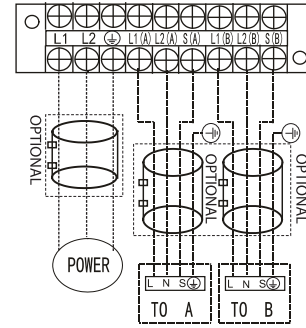 L1 L2 L1(A) L2(A) S(A) L1(B) L2(B) S(B)
OPTIONAL
OPTIONAL
OPTIONAL
POWER
L N S
L N S
TO A
TO B